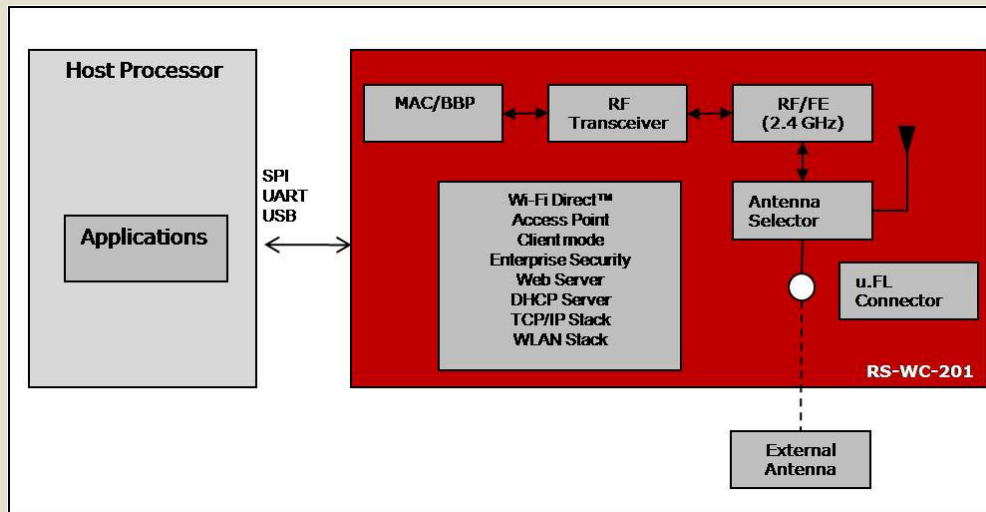 Host Processor
Applications
SPI
UART
USB
MAC/BBP
RF
Transceiver
RF/FE
(2.4 GHz)
Antenna
Selector
u.FL
Connector
Wi-Fi Direct™
Access Point
Client mode
Enterprise Security
Web Server
DHCP Server
TCP/IP Stack
WLAN Stack
RS-WC-201
External
Antenna